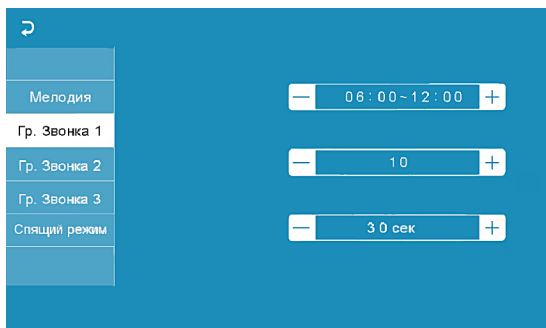 Мелодия
— 06:00~12:00 +
Гр. Звонка 1
Гр. Звонка 2
— 10 +
Гр. Звонка 3
Спящий режим
— 30 сек +